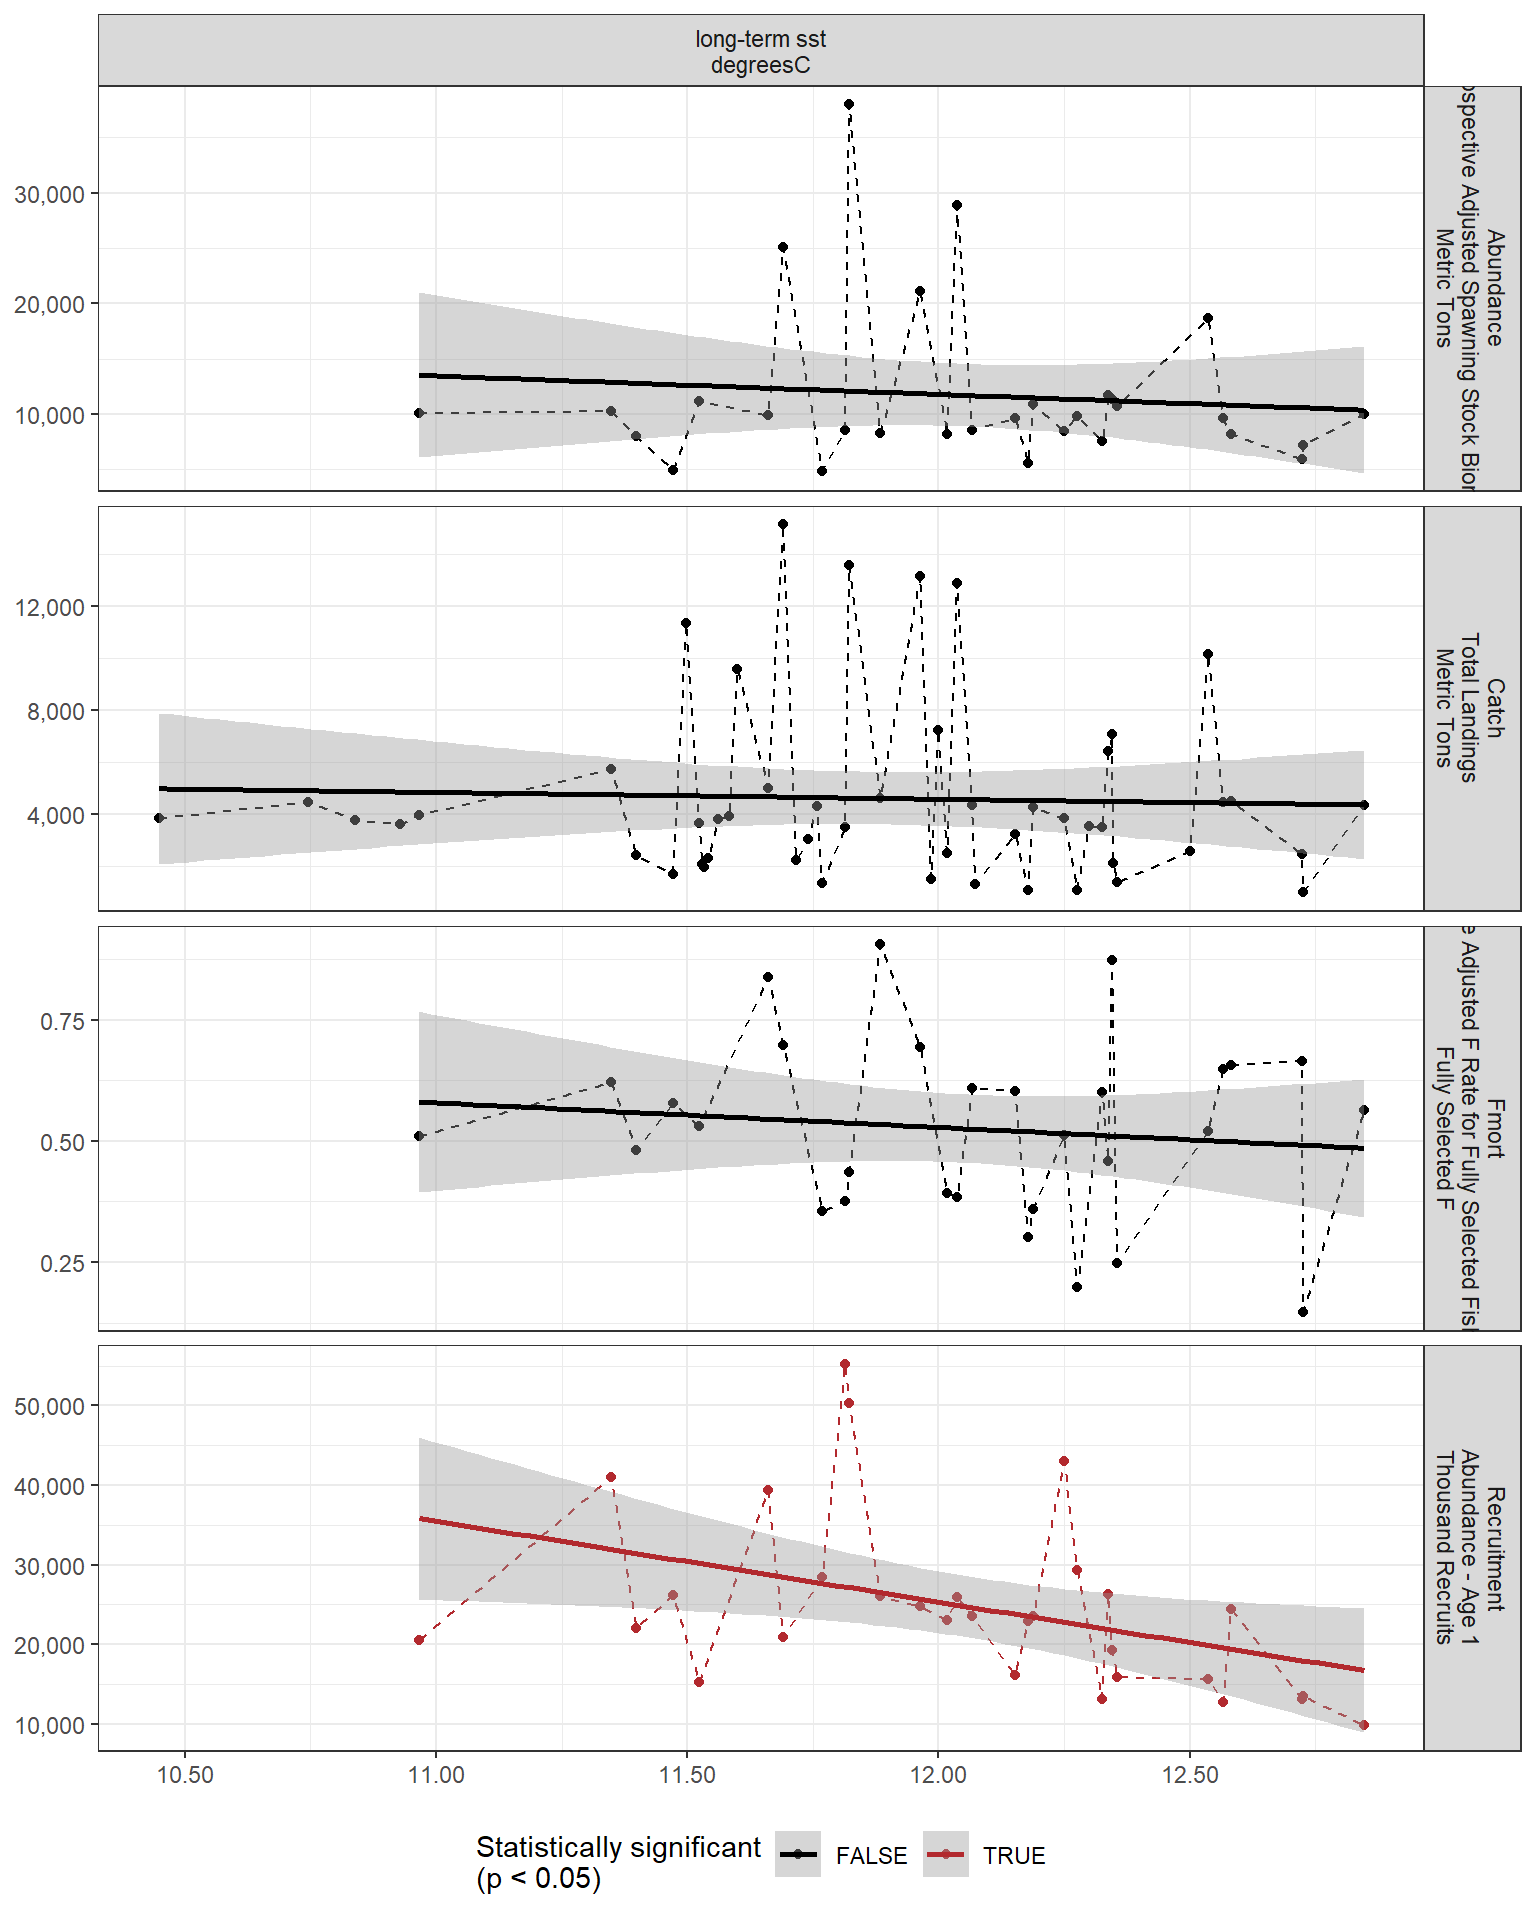 long-term sst
degreesC
30,000
20,000
10,000
Abundance
Adjusted Spawning Stock
Metric Tons
12,000
8,000
4,000
Catch
Total Landings
Metric Tons
0.75
0.50
0.25
Fmort
Adjusted F Rate for Fully Selected
Fully Selected F
50,000
40,000
30,000
20,000
10,000
Recruitment
Abundance - Age 1
Thousand Recruits
10.50 11.00 11.50 12.00 12.50
Statistically significant
(p < 0.05)
FALSE TRUE